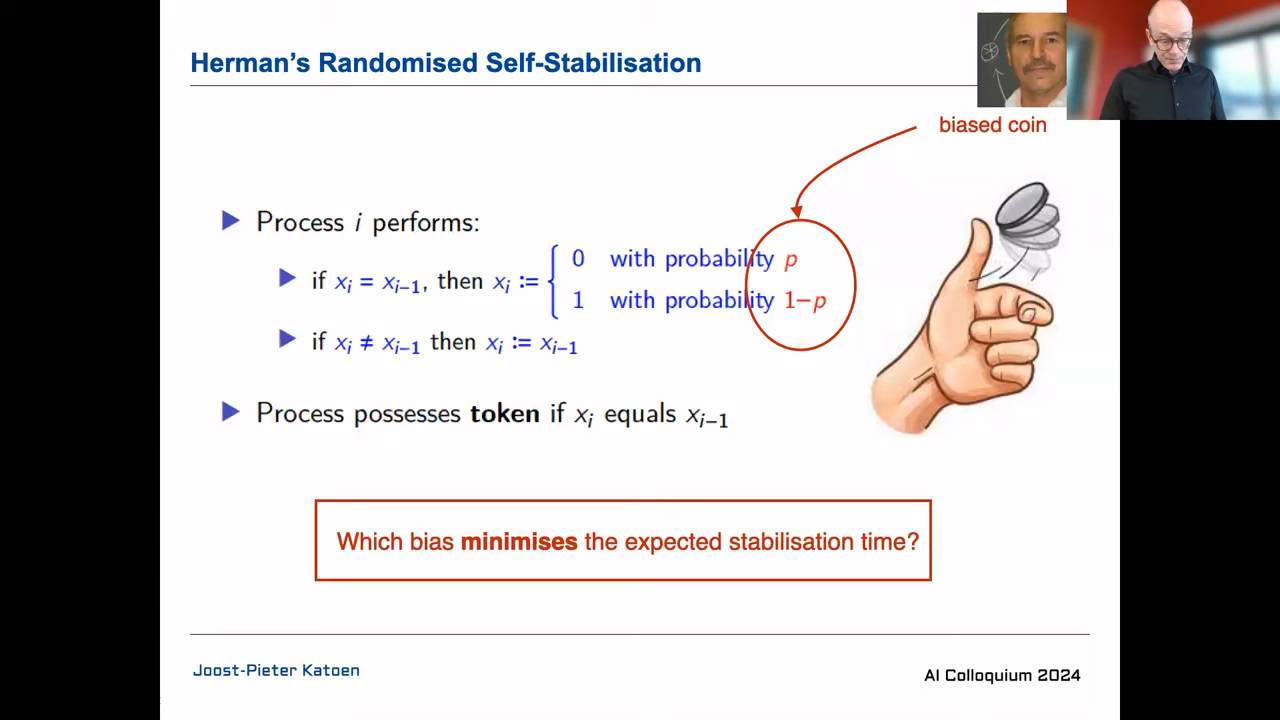 Herman's Randomised Self-Stabilisation
biased coin
Process i performs:
if xᵢ = xᵢ₋₁, then xᵢ := { 0 with probability p
1 with probability 1−p
if xᵢ ≠ xᵢ₋₁ then xᵢ := xᵢ₋₁
Process possesses token if xᵢ equals xᵢ₋₁
Which bias minimises the expected stabilisation time?
Joost-Pieter Katoen
AI Colloquium 2024